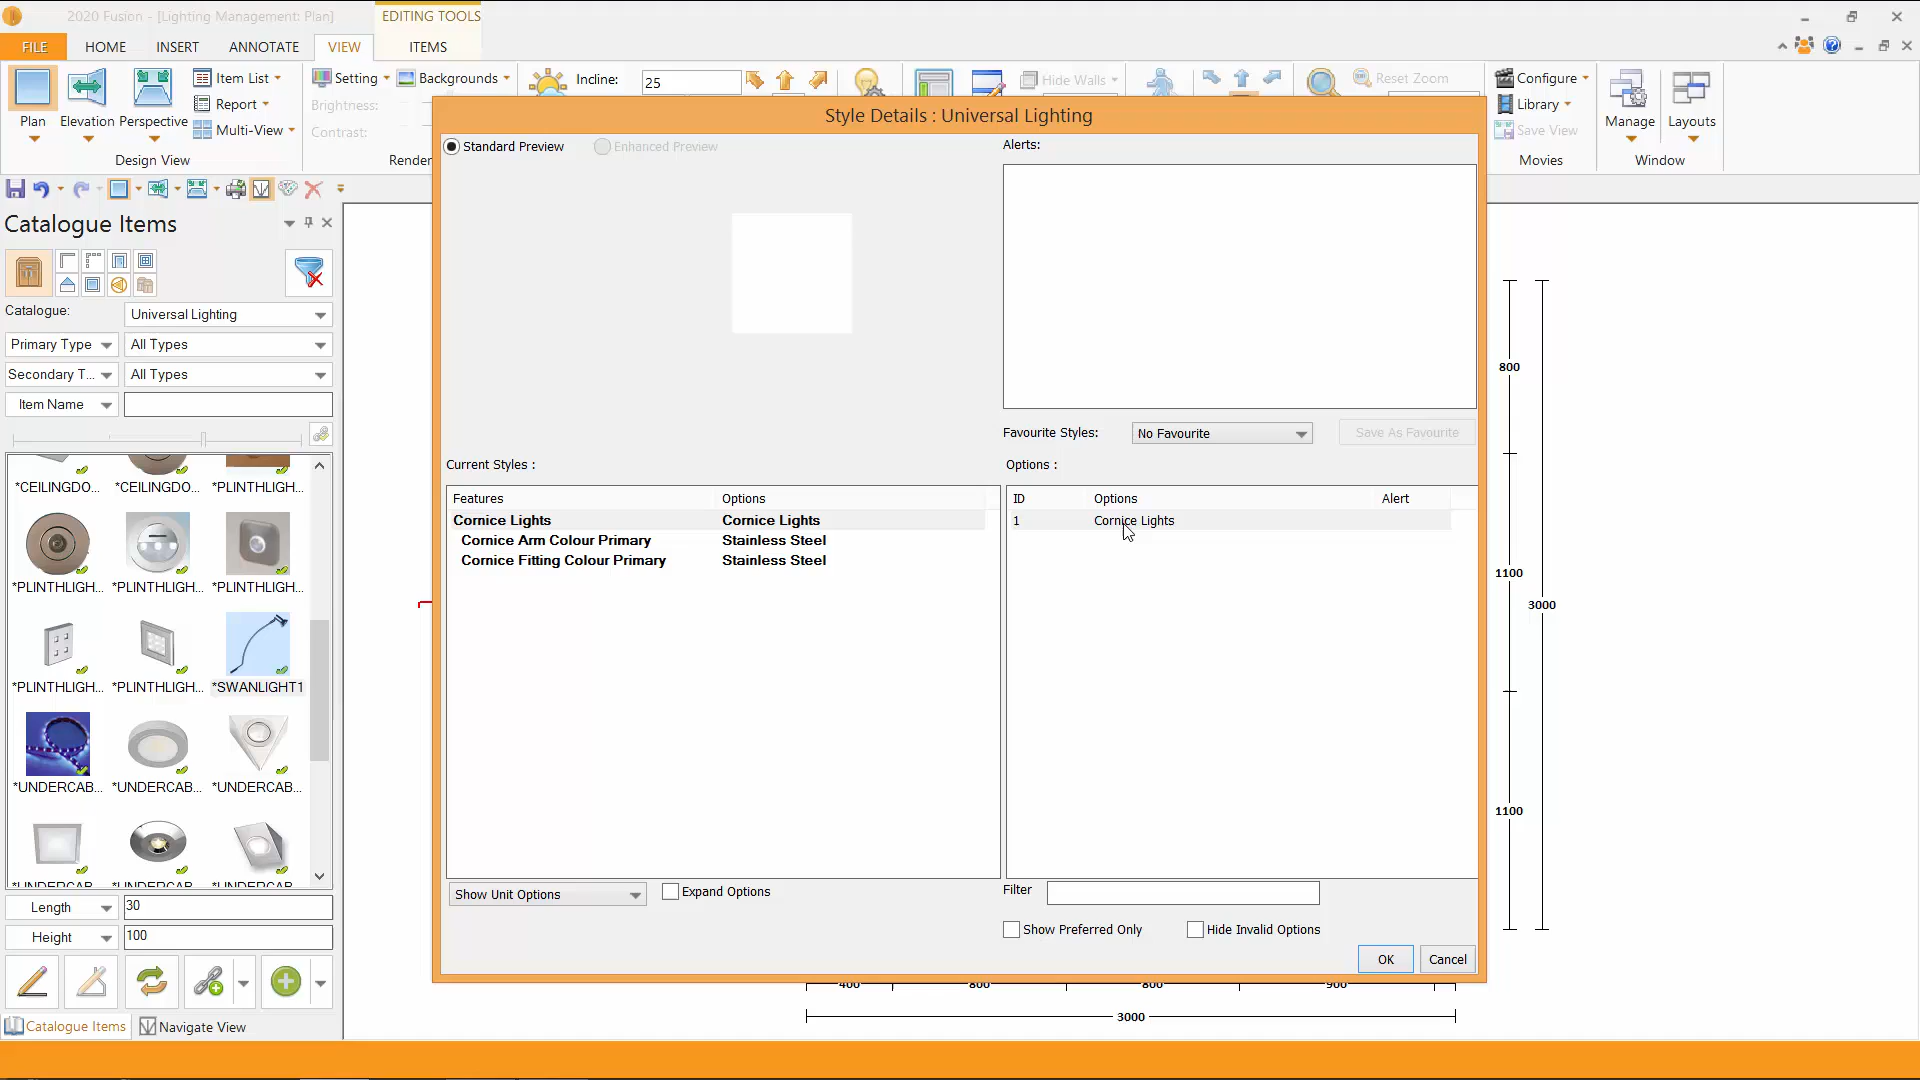 2020 Fusion - [Lighting Management: Plan]
EDITING TOOLS
FILE HOME INSERT ANNOTATE VIEW ITEMS
Item List
Setting
Backgrounds
Incline:
25
Hide Walls
Reset Zoom
Configure
Report
Brightness:
Library
Plan
Elevation
Perspective
Multi-View
Contrast:
Save View
Manage
Layouts
Design View
Render
Movies
Window
Style Details : Universal Lighting
Standard Preview
Enhanced Preview
Alerts:
Catalogue Items
Catalogue:
Universal Lighting
Primary Type
All Types
Secondary T...
All Types
Item Name
Favourite Styles:
No Favourite
Save As Favourite
Current Styles :
Options :
Features
Options
ID
Options
Alert
Cornice Lights
Cornice Lights
1
Cornice Lights
Cornice Arm Colour Primary
Stainless Steel
Cornice Fitting Colour Primary
Stainless Steel
*CEILINGDO...
*CEILINGDO...
*PLINTHLIGH...
*PLINTHLIGH...
*PLINTHLIGH...
*PLINTHLIGH...
*PLINTHLIGH...
*PLINTHLIGH...
*SWANLIGHT1
*UNDERCAB...
*UNDERCAB...
*UNDERCAB...
*UNDERCAB...
*UNDERCAB...
*UNDERCAB...
Show Unit Options
Expand Options
Filter
Show Preferred Only
Hide Invalid Options
OK
Cancel
Length
30
Height
100
Catalogue Items
Navigate View
800
1100
3000
1100
400
800
800
900
3000